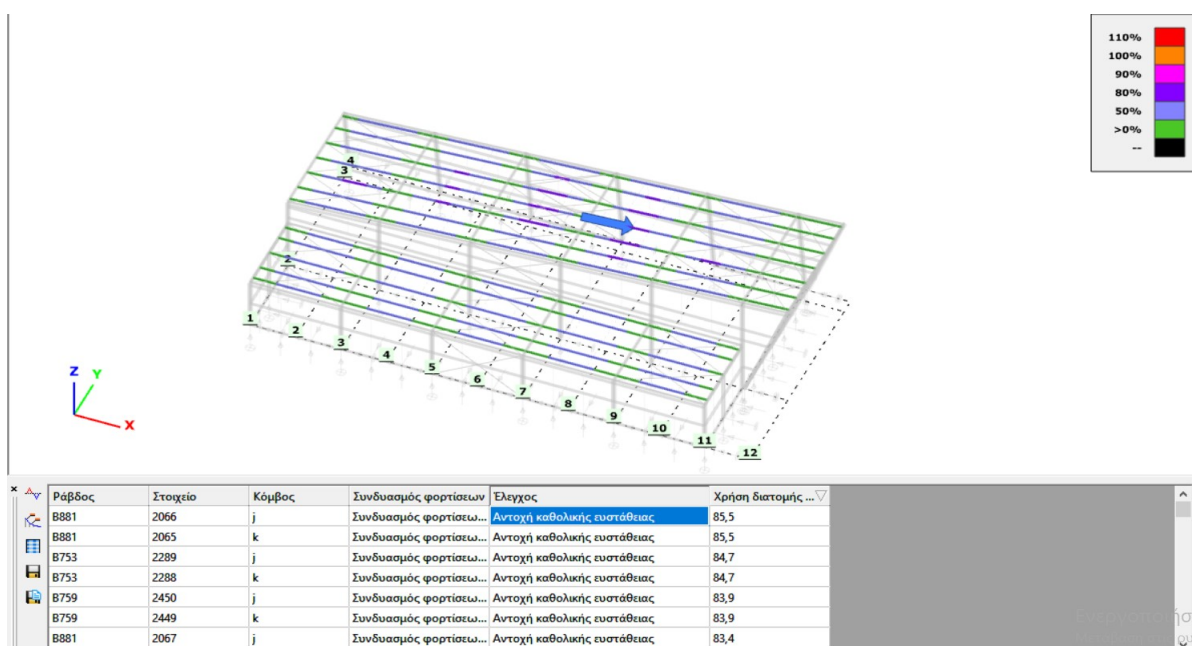 110%
100%
90%
80%
50%
>0%
--
4
3
2
1
2
3
4
5
6
7
8
9
10
11
12
Z Y
X
Ράβδος Στοιχείο Κόμβος Συνδυασμός φορτίσεων Έλεγχος Χρήση διατομής ...
B881 2066 j Συνδυασμός φορτίσεω... Αντοχή καθολικής ευστάθειας 85,5
B881 2065 k Συνδυασμός φορτίσεω... Αντοχή καθολικής ευστάθειας 85,5
B753 2289 j Συνδυασμός φορτίσεω... Αντοχή καθολικής ευστάθειας 84,7
B753 2288 k Συνδυασμός φορτίσεω... Αντοχή καθολικής ευστάθειας 84,7
B759 2450 j Συνδυασμός φορτίσεω... Αντοχή καθολικής ευστάθειας 83,9
B759 2449 k Συνδυασμός φορτίσεω... Αντοχή καθολικής ευστάθειας 83,9
B881 2067 j Συνδυασμός φορτίσεω... Αντοχή καθολικής ευστάθειας 83,4